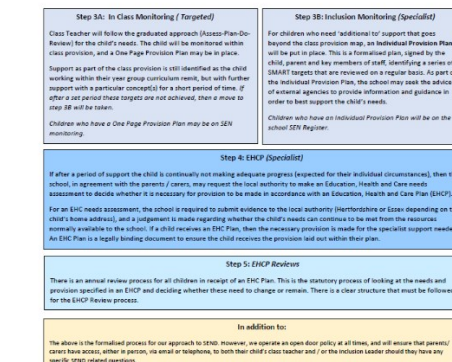 Step 3A: In Class Monitoring ( Targeted)
Class Teacher will follow the graduated approach (Assess-Plan-Do-
Review) for the child's needs. The child will be monitored within
class provision, and a One Page Provision Plan may be in place.
Support as part of the class provision is still identified as the child
working within their year group curriculum remit, but with further
support with a particular concept(s) for a short period of time. If
after a set period these targets are not achieved, then a move to
step 3B will be taken.
Children who have a One Page Provision Plan may be on SEN
monitoring.
Step 3B: Inclusion Monitoring (Specialist)
For children who need 'additional to' support that goes
beyond the class provision map, an Individual Provision Plan
will be put in place. This is a formalised plan, signed by the
child, parent and key members of staff, identifying a series of
SMART targets that are reviewed on a regular basis. As part o
the Individual Provision Plan, the school may seek the advice
of external agencies to provide information and guidance in
order to best support the child's needs.
Children who have an Individual Provision Plan will be on the
school SEN Register.
Step 4: EHCP (Specialist)
If after a period of support the child is continually not making adequate progress (expected for their individual circumstances), then t
school, in agreement with the parents / carers, may request the local authority to make an Education, Health and Care needs
assessment to decide whether it is necessary for provision to be made in accordance with an Education, Health and Care Plan (EHCP).
For an EHC needs assessment, the school is required to submit evidence to the local authority (Hertfordshire or Essex depending on t
child's home address), and a judgement is made regarding whether the child's needs can continue to be met from the resources
normally available to the school. If a child receives an EHC Plan, then the necessary provision is made for the specialist support neede
An EHC Plan is a legally binding document to ensure the child receives the provision laid out within their plan.
Step 5: EHCP Reviews
There is an annual review process for all children in receipt of an EHC Plan. This is the statutory process of looking at the needs and
provision specified in an EHCP and deciding whether these need to change or remain. There is a clear structure that must be followe
for the EHCP Review process.
In addition to:
The above is the formalised process for our approach to SEND. However, we operate an open door policy at all times, and will ensure that parents/
carers have access, either in person, via email or telephone, to both their child's class teacher and / or the Inclusion Leader should they have any
specific SEND related questions.